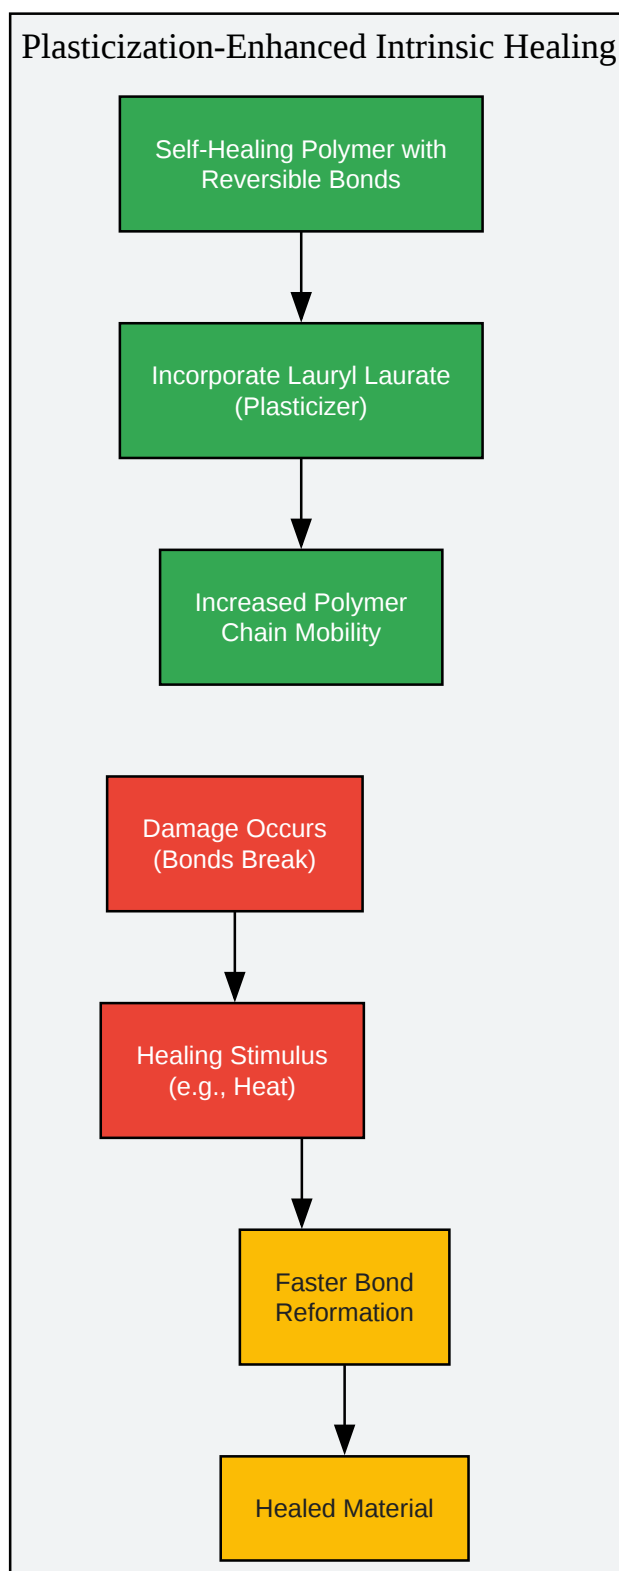 Plasticization-Enhanced Intrinsic Healing
Self-Healing Polymer with
Reversible Bonds
Incorporate Lauryl Laurate
(Plasticizer)
Increased Polymer
Chain Mobility
Damage Occurs
(Bonds Break)
Healing Stimulus
(e.g., Heat)
Faster Bond
Reformation
Healed Material